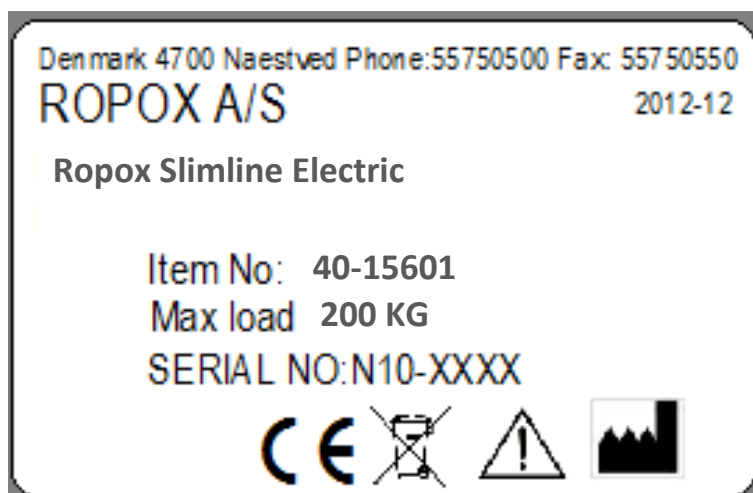 Denmark 4700 Naestved Phone:55750500 Fax: 55750550
ROPOX A/S
2012-12
Ropox Slimline Electric
Item No: 40-15601
Max load 200 KG
SERIAL NO:N10-XXXX
CE